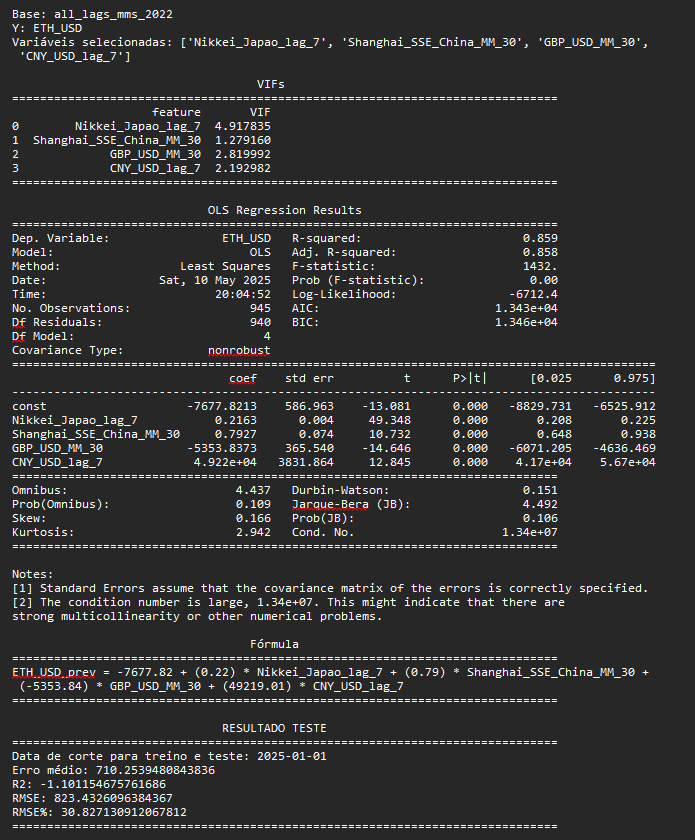 Base: all_lags_mms_2022
Y: ETH_USD
Variáveis selecionadas: ['Nikkei_Japao_lag_7', 'Shanghai_SSE_China_MM_30', 'GBP_USD_MM_30',
'CNY_USD_lag_7']
VIFs
==============================================================================
feature VIF
0 Nikkei_Japao_lag_7 4.917835
1 Shanghai_SSE_China_MM_30 1.279160
2 GBP_USD_MM_30 2.819992
3 CNY_USD_lag_7 2.192982
==============================================================================
OLS Regression Results
==============================================================================
Dep. Variable: ETH_USD R-squared: 0.859
Model: OLS Adj. R-squared: 0.858
Method: Least Squares F-statistic: 1432.
Date: Sat, 10 May 2025 Prob (F-statistic): 0.00
Time: 20:04:52 Log-Likelihood: -6712.4
No. Observations: 945 AIC: 1.343e+04
Df Residuals: 940 BIC: 1.346e+04
Df Model: 4
Covariance Type: nonrobust
============================================================================================
coef std err t P>|t| [0.025 0.975]
--------------------------------------------------------------------------------------------
const -7677.8213 586.963 -13.081 0.000 -8829.731 -6525.912
Nikkei_Japao_lag_7 0.2163 0.004 49.348 0.000 0.208 0.225
Shanghai_SSE_China_MM_30 0.7927 0.074 10.732 0.000 0.648 0.938
GBP_USD_MM_30 -5353.8373 365.540 -14.646 0.000 -6071.205 -4636.469
CNY_USD_lag_7 4.922e+04 3831.864 12.845 0.000 4.17e+04 5.67e+04
==============================================================================
Omnibus: 4.437 Durbin-Watson: 0.151
Prob(Omnibus): 0.109 Jarque-Bera (JB): 4.492
Skew: 0.166 Prob(JB): 0.106
Kurtosis: 2.942 Cond. No. 1.34e+07
==============================================================================
Notes:
[1] Standard Errors assume that the covariance matrix of the errors is correctly specified.
[2] The condition number is large, 1.34e+07. This might indicate that there are
strong multicollinearity or other numerical problems.
Fórmula
==============================================================================
ETH_USD_prev = -7677.82 + (0.22) * Nikkei_Japao_lag_7 + (0.79) * Shanghai_SSE_China_MM_30 +
(-5353.84) * GBP_USD_MM_30 + (49219.01) * CNY_USD_lag_7
==============================================================================
RESULTADO TESTE
==============================================================================
Data de corte para treino e teste: 2025-01-01
Erro médio: 710.2539480843836
R2: -1.101154675761686
RMSE: 823.4326096384367
RMSE%: 30.827130912067812
==============================================================================